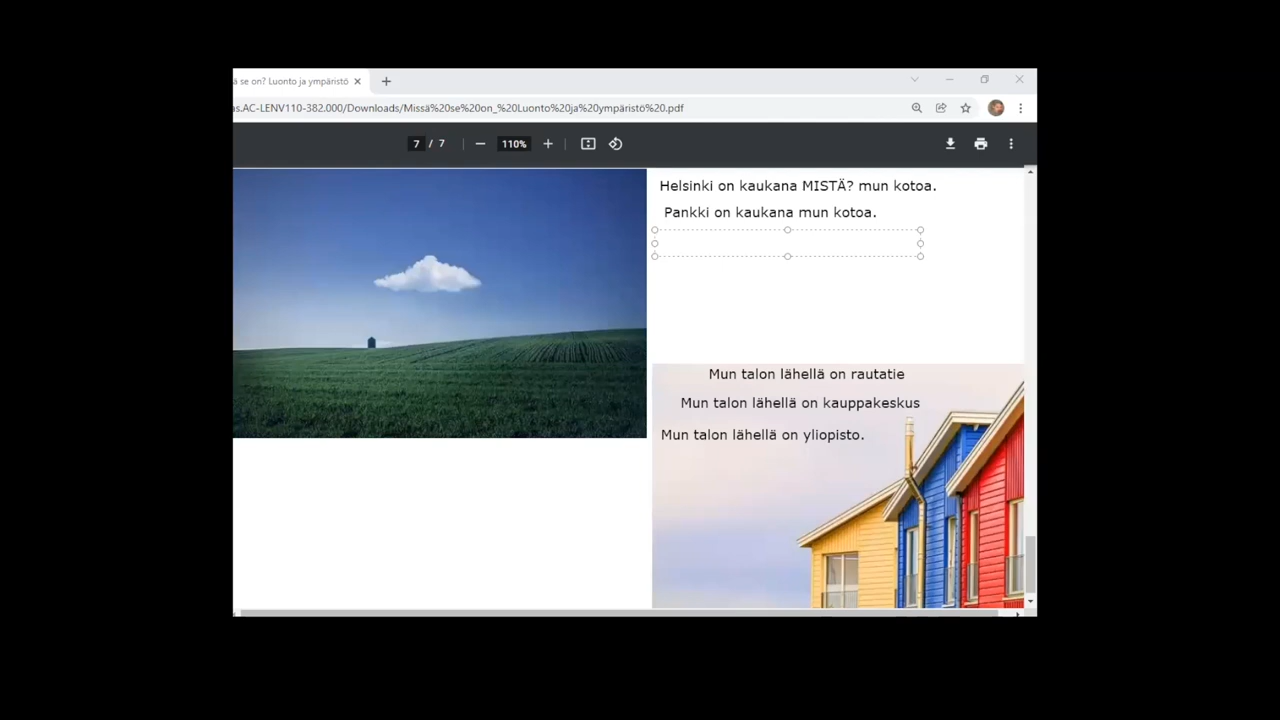 ä se on? Luonto ja ympäristö
as.AC-LENV110-382.000/Downloads/Missä%20se%20on_%20Luonto%20ja%20ympäristö%20.pdf
7 / 7 110%
Helsinki on kaukana MISTÄ? mun kotoa.
Pankki on kaukana mun kotoa.
Mun talon lähellä on rautatie
Mun talon lähellä on kauppakeskus
Mun talon lähellä on yliopisto.